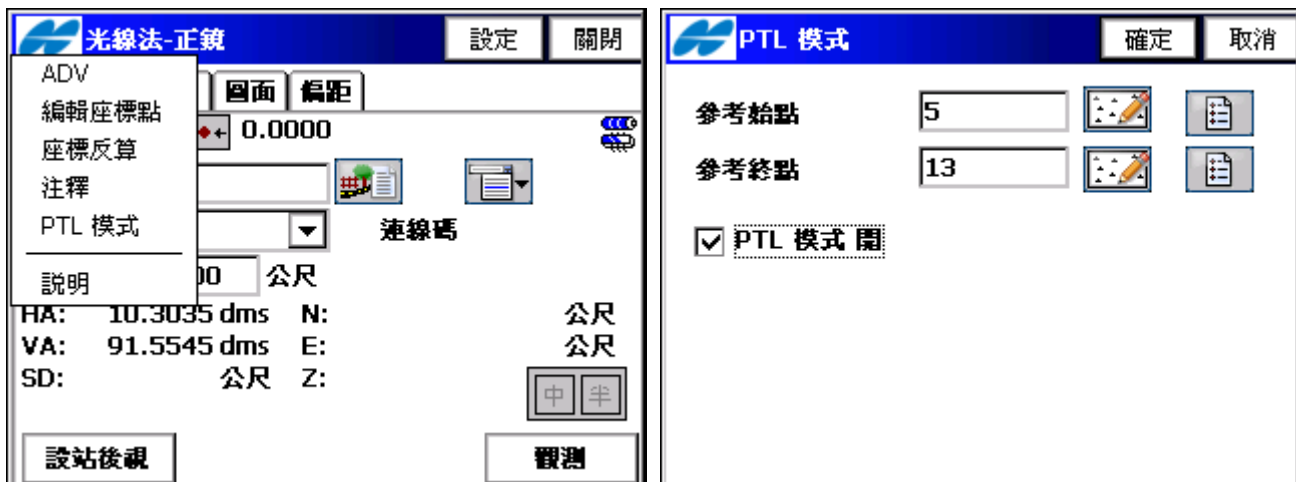 光線法-正鏡 設定 關閉
ADV
編輯座標點
座標反算
注釋
PTL 模式
說明
圖面 偏距
0.0000
連線碼
公尺
HA: 10.3035 dms N: 公尺
VA: 91.5545 dms E: 公尺
SD: 公尺 Z:
中 半
設站後視 觀測
PTL 模式 確定 取消
參考始點 5
參考終點 13
PTL 模式 開